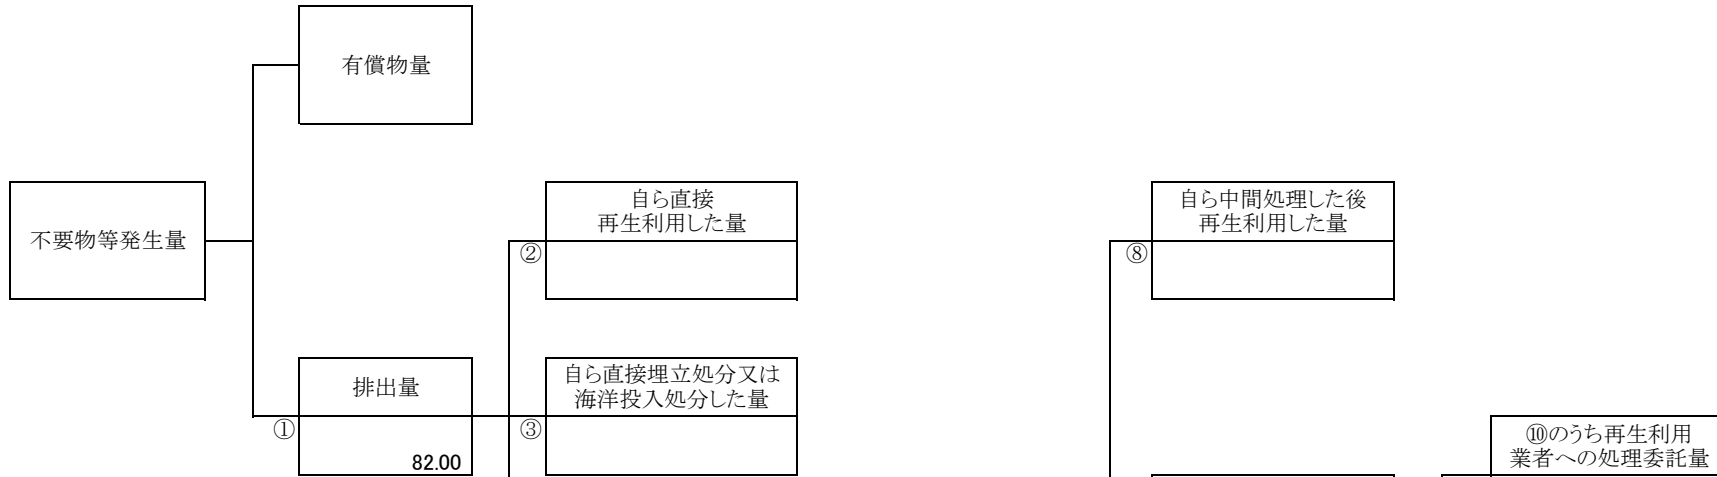 有償物量
不要物等発生量
自ら直接
再生利用した量
②
自ら中間処理した後
再生利用した量
⑧
排出量
①
82.00
自ら直接埋立処分又は
海洋投入処分した量
③
⑩のうち再生利用
業者への処理委託量